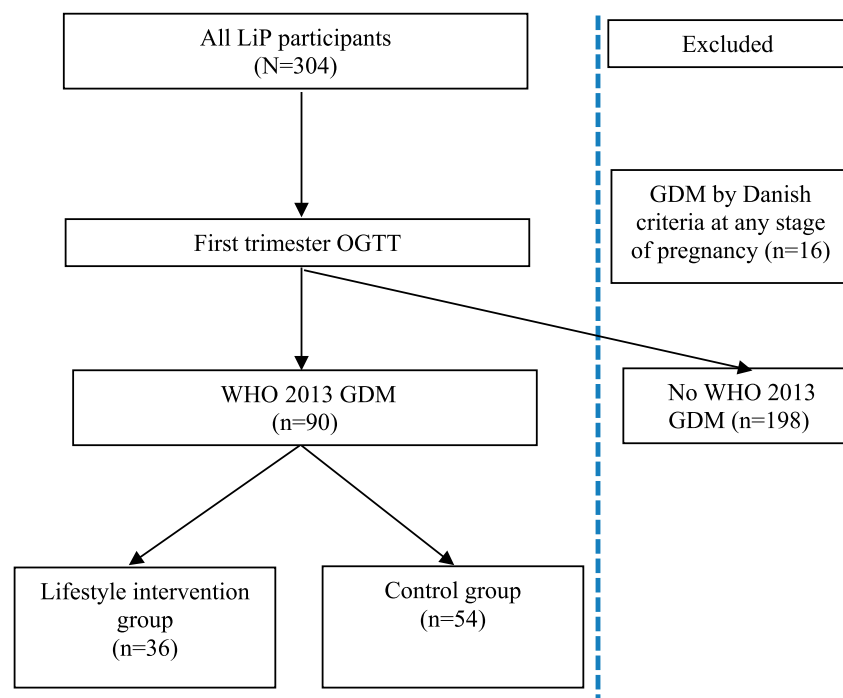 All LiP participants
(N=304)
Excluded
GDM by Danish
criteria at any stage
of pregnancy (n=16)
First trimester OGTT
WHO 2013 GDM
(n=90)
No WHO 2013
GDM (n=198)
Lifestyle intervention
group
(n=36)
Control group
(n=54)